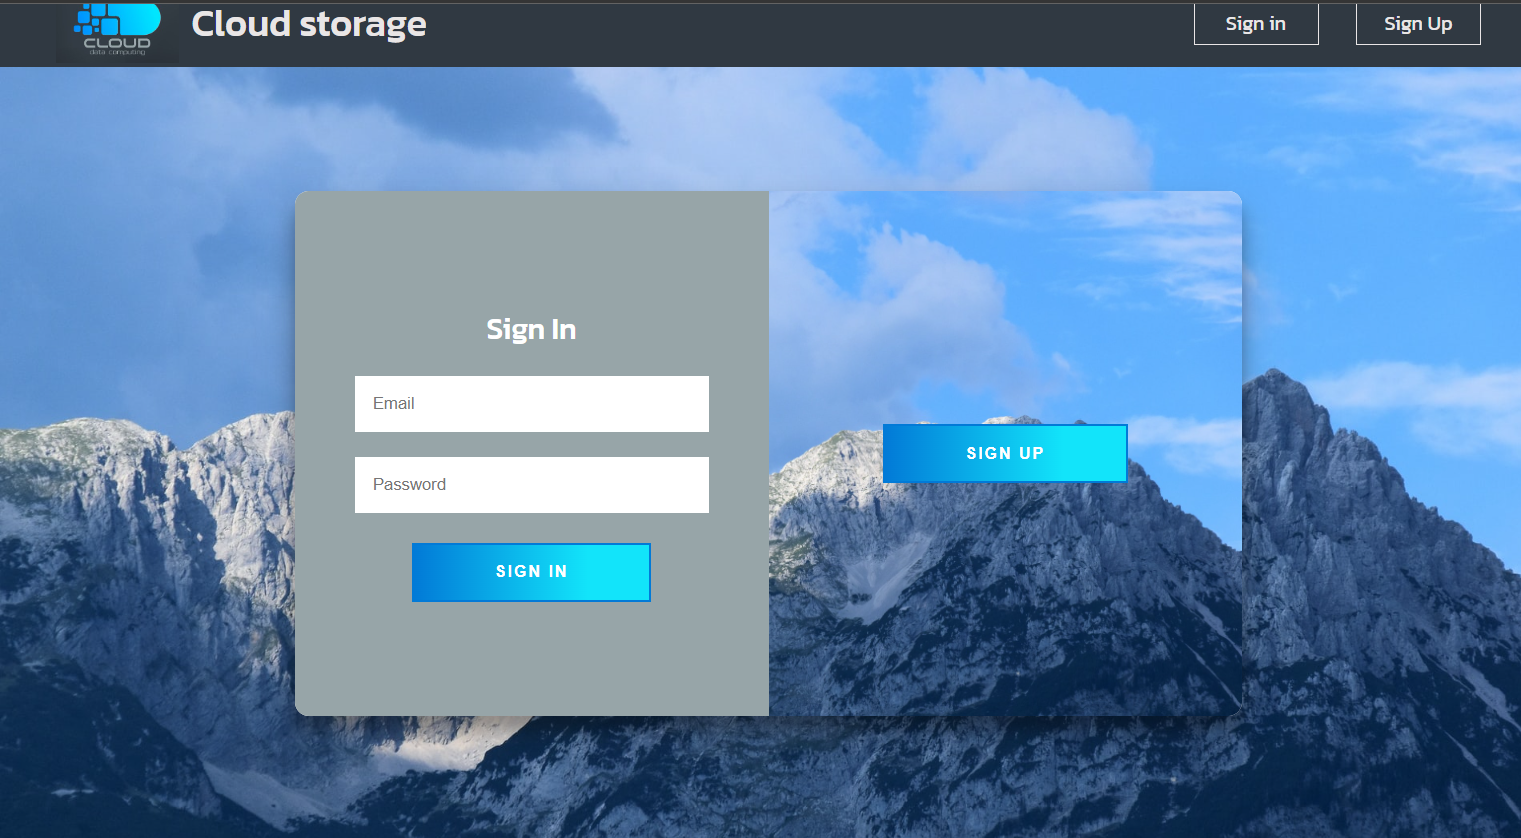 CLOUD
data computing
Cloud storage
Sign in
Sign Up
Sign In
Email
Password
SIGN IN
SIGN UP